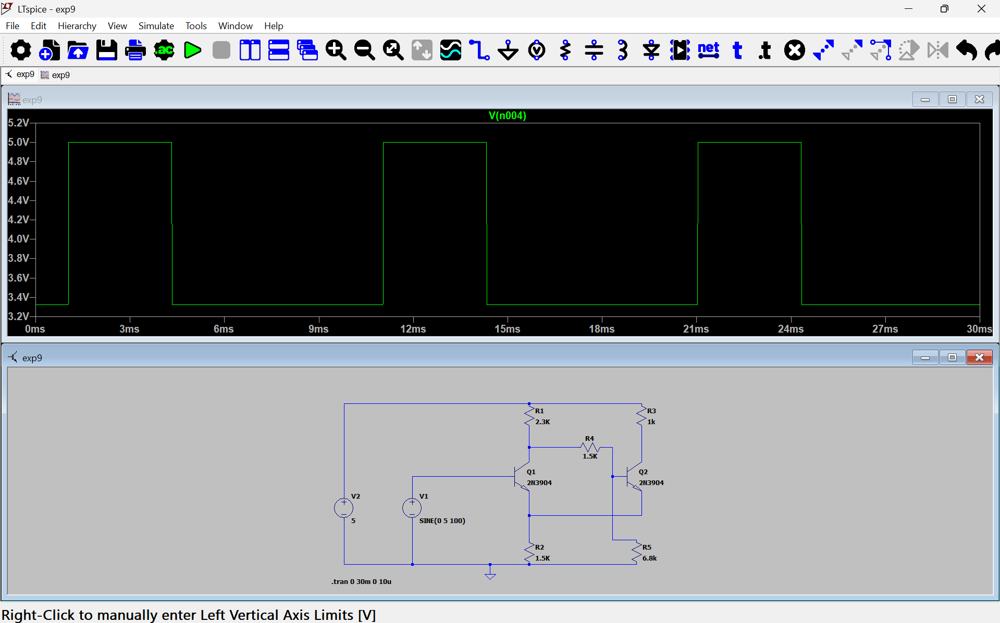 LTspice - exp9
File Edit Hierarchy View Simulate Tools Window Help
.ac net t .t
exp9 exp9
exp9
V(n004)
5.2V
5.0V
4.8V
4.6V
4.4V
4.2V
4.0V
3.8V
3.6V
3.4V
3.2V
0ms 3ms 6ms 9ms 12ms 15ms 18ms 21ms 24ms 27ms 30ms
exp9
R1
2.3K
R3
1k
R4
1.5K
Q1
2N3904
Q2
2N3904
V2
5
V1
SINE(0 5 100)
R2
1.5K
R5
6.8k
.tran 0 30m 0 10u
Right-Click to manually enter Left Vertical Axis Limits [V]